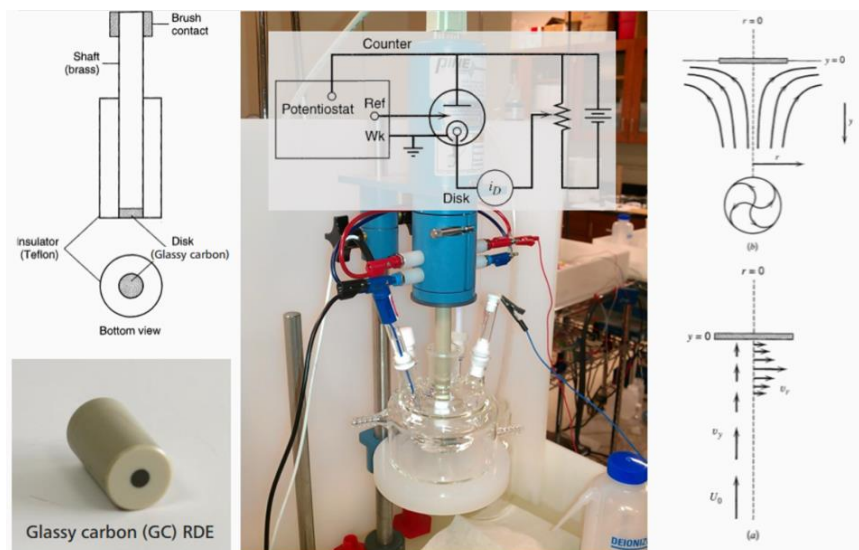 Brush
contact
Shaft
(brass)
Insulator
(Teflon)
Disk
(Glassy carbon)
Bottom view
Glassy carbon (GC) RDE
Counter
Potentiostat
Ref
Wk
Disk
i_D
PINE
DEIONIZ
r = 0
y = 0
y
r
(b)
r = 0
y = 0
v_r
v_y
U_0
(a)